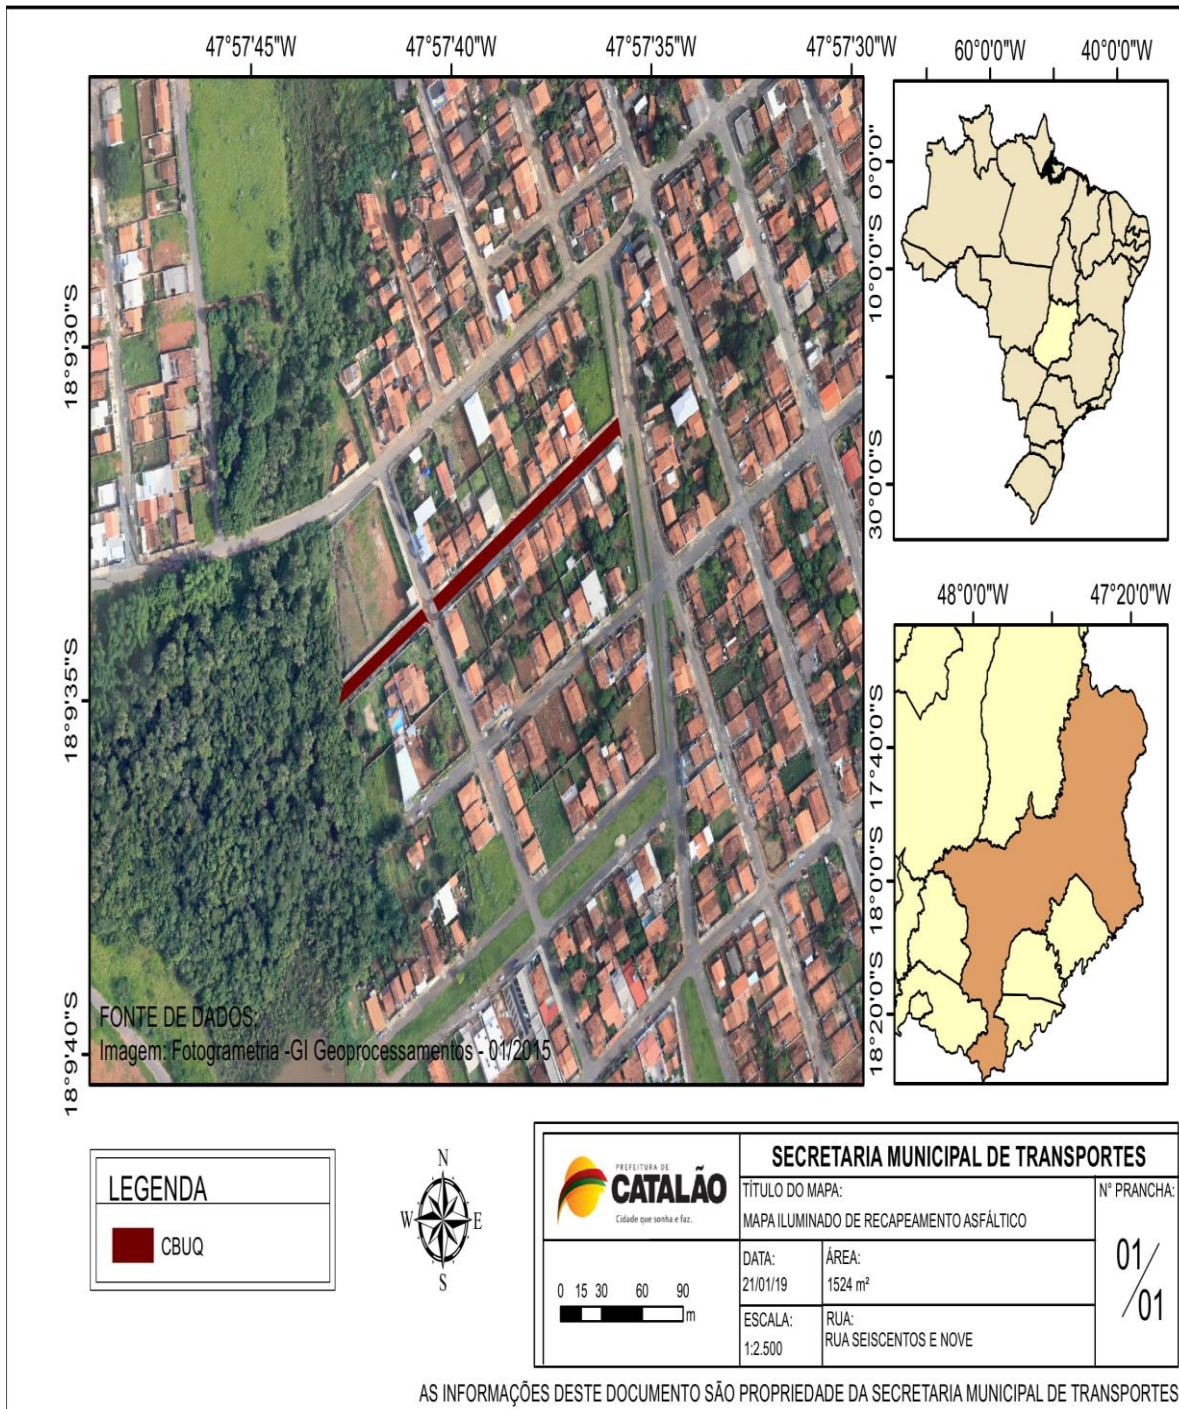 47°57'45"W 47°57'40"W 47°57'35"W 47°57'30"W
60°0'0"W 40°0'0"W
18°9'30"S
18°9'35"S
18°9'40"S
0°0'0"
10°0'0"S
30°0'0"S
48°0'0"W 47°20'0"W
17°40'0"S
18°0'0"S
18°20'0"S
FONTE DE DADOS:
Imagem: Fotogrametria -GI Geoprocessamentos - 01/2015
LEGENDA
CBUQ
N
W E
S
PREFEITURA DE
CATALÃO
Cidade que sonha e faz.
0 15 30 60 90
m
SECRETARIA MUNICIPAL DE TRANSPORTES
TÍTULO DO MAPA:
MAPA ILUMINADO DE RECAPEAMENTO ASFÁLTICO
N° PRANCHA:
01/01
DATA:
21/01/19
ÁREA:
1524 m²
ESCALA:
1:2.500
RUA:
RUA SEISCENTOS E NOVE
AS INFORMAÇÕES DESTE DOCUMENTO SÃO PROPRIEDADE DA SECRETARIA MUNICIPAL DE TRANSPORTES